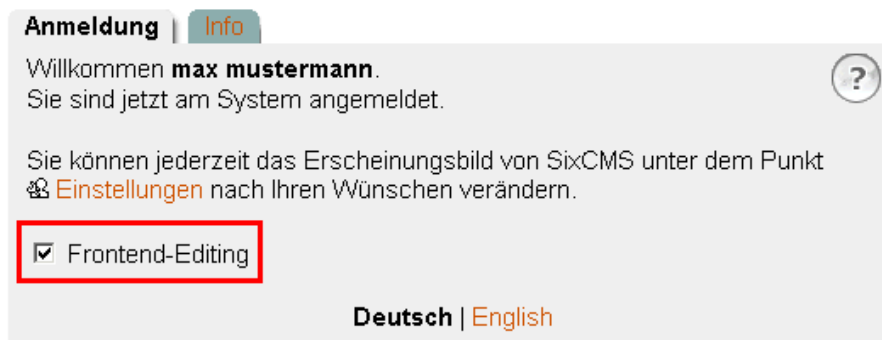 Anmeldung | Info
Willkommen max mustermann.
Sie sind jetzt am System angemeldet.
?
Sie können jederzeit das Erscheinungsbild von SixCMS unter dem Punkt
Einstellungen nach Ihren Wünschen verändern.
Frontend-Editing
Deutsch | English